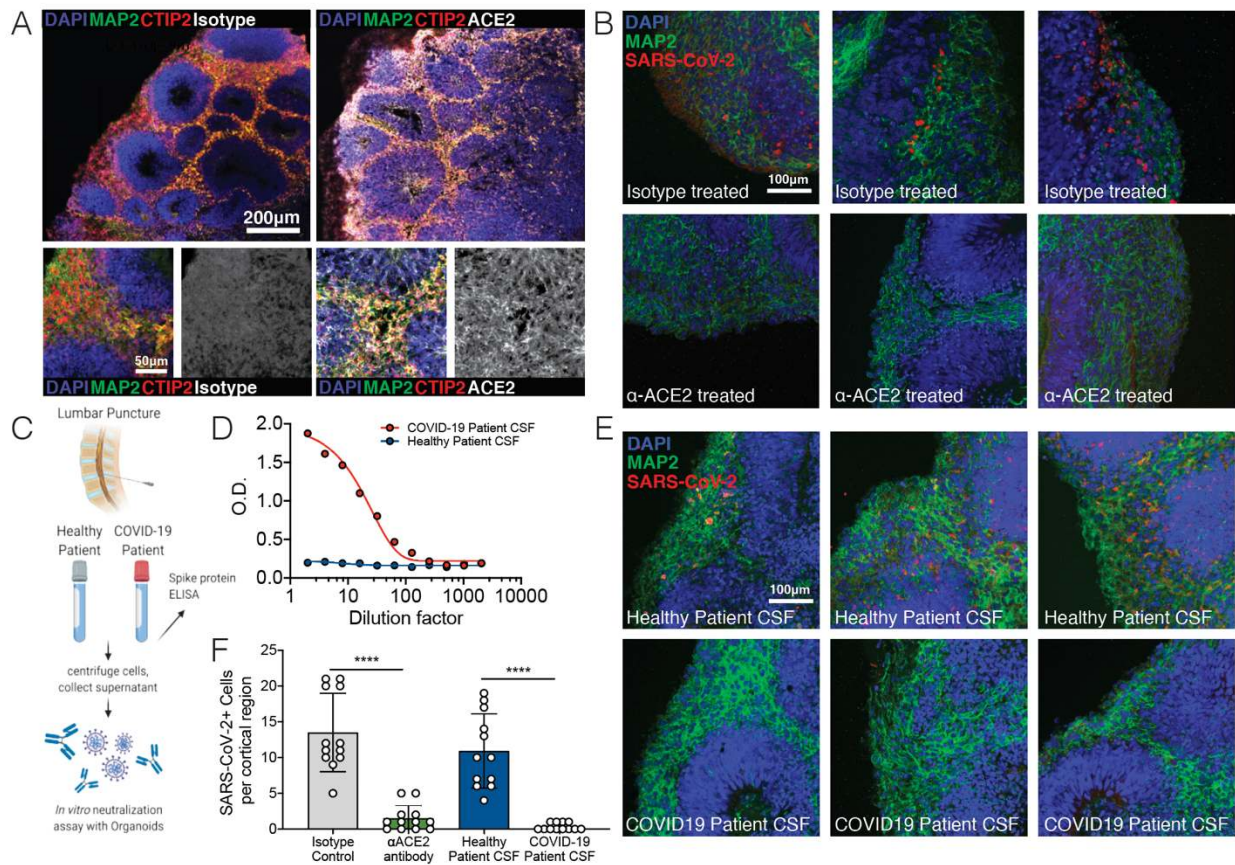 A
DAPI MAP2 CTIP2 Isotype
200µm
DAPI MAP2 CTIP2 ACE2
50µm
DAPI MAP2 CTIP2 Isotype
DAPI MAP2 CTIP2 ACE2
B
DAPI
MAP2
SARS-CoV-2
Isotype treated
100µm
Isotype treated
Isotype treated
α-ACE2 treated
α-ACE2 treated
α-ACE2 treated
C
Lumbar Puncture
Healthy
Patient
COVID-19
Patient
Spike protein
ELISA
centrifuge cells,
collect supernatant
In vitro neutralization
assay with Organoids
D
COVID-19 Patient CSF
Healthy Patient CSF
O.D.
2.0
1.5
1.0
0.5
0.0
1
10
100
1000
10000
Dilution factor
E
DAPI
MAP2
SARS-CoV-2
100µm
Healthy Patient CSF
Healthy Patient CSF
Healthy Patient CSF
COVID19 Patient CSF
COVID19 Patient CSF
COVID19 Patient CSF
F
SARS-CoV-2+ Cells
per cortical region
25
20
15
10
5
0
****
****
Isotype
Control
αACE2
antibody
Healthy
Patient CSF
COVID-19
Patient CSF